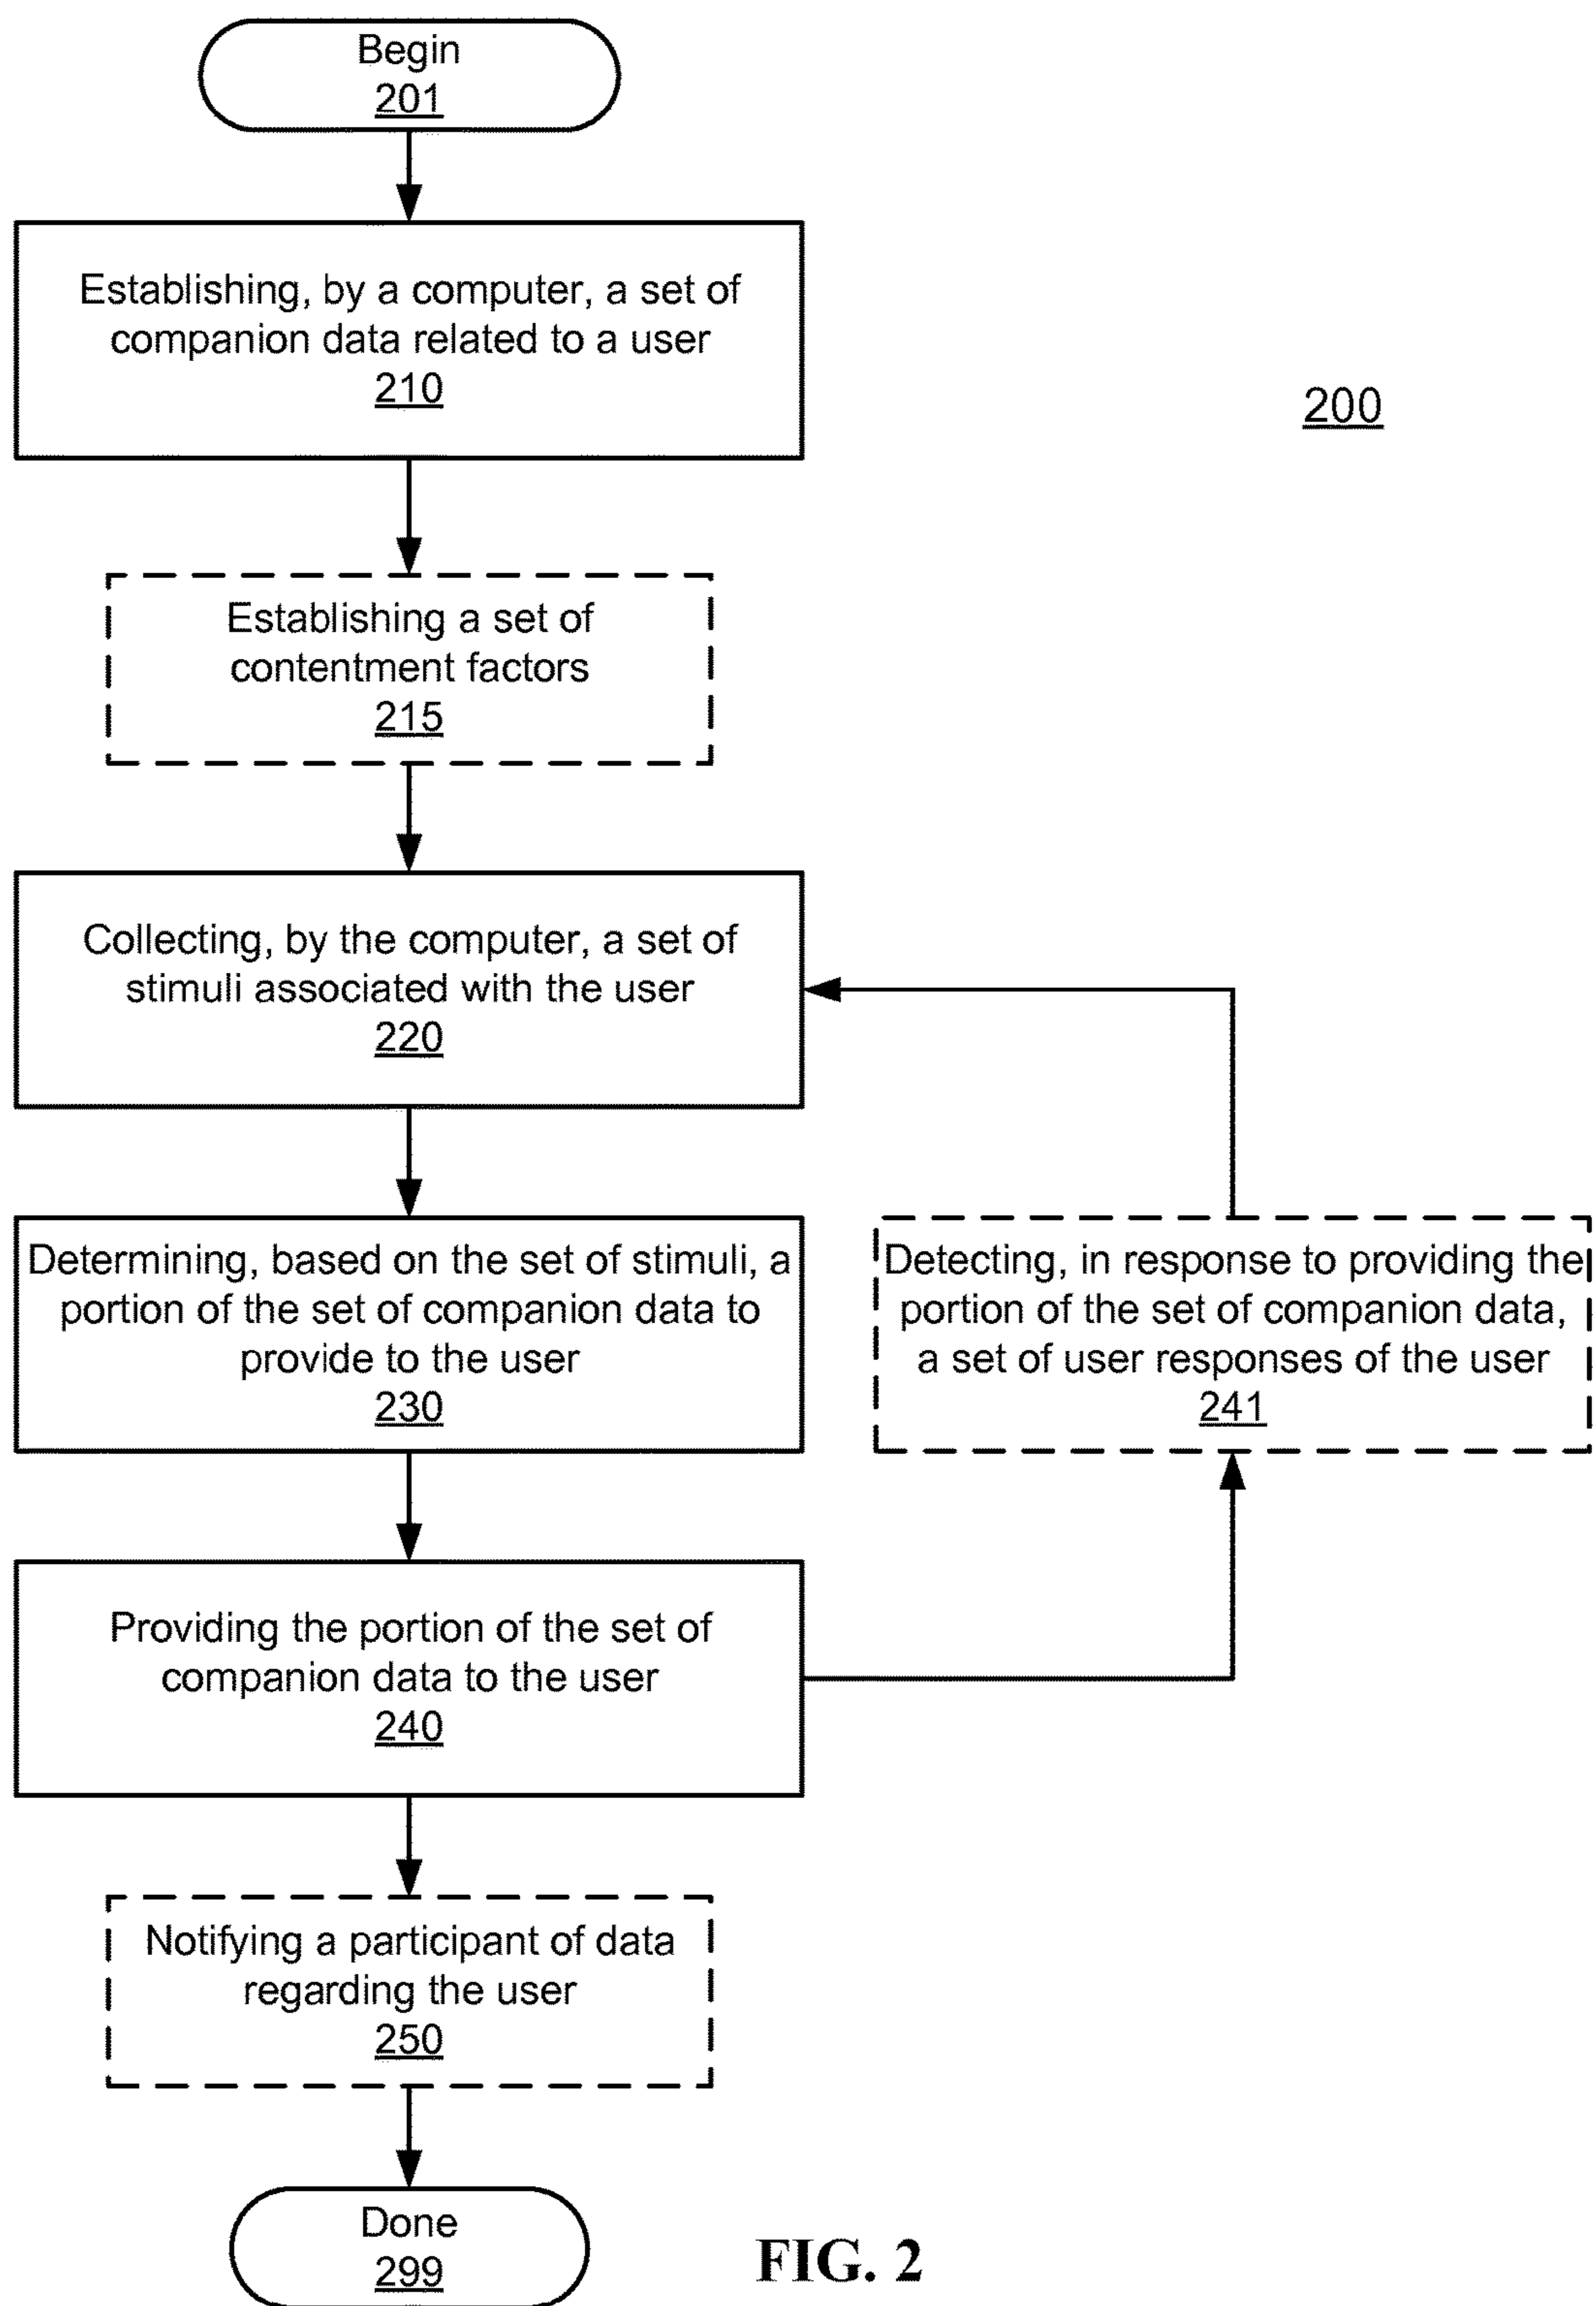 Begin
201
Establishing, by a computer, a set of
companion data related to a user
210
200
Establishing a set of
contentment factors
215
Collecting, by the computer, a set of
stimuli associated with the user
220
Determining, based on the set of stimuli, a
portion of the set of companion data to
provide to the user
230
Detecting, in response to providing the
portion of the set of companion data,
a set of user responses of the user
241
Providing the portion of the set of
companion data to the user
240
Notifying a participant of data
regarding the user
250
Done
299
FIG. 2